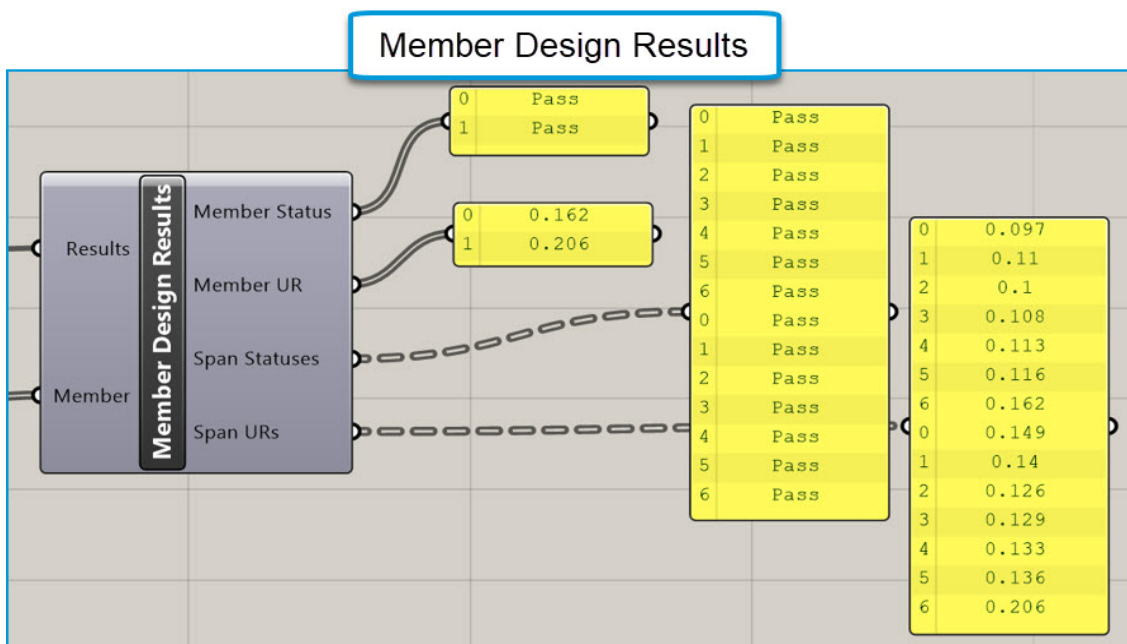 Member Design Results
Results
Member
Member Design Results
Member Status
Member UR
Span Statuses
Span URs
0 Pass
1 Pass
0 0.162
1 0.206
0 Pass
1 Pass
2 Pass
3 Pass
4 Pass
5 Pass
6 Pass
0 Pass
1 Pass
2 Pass
3 Pass
4 Pass
5 Pass
6 Pass
0 0.097
1 0.11
2 0.1
3 0.108
4 0.113
5 0.116
6 0.162
0 0.149
1 0.14
2 0.126
3 0.129
4 0.133
5 0.136
6 0.206